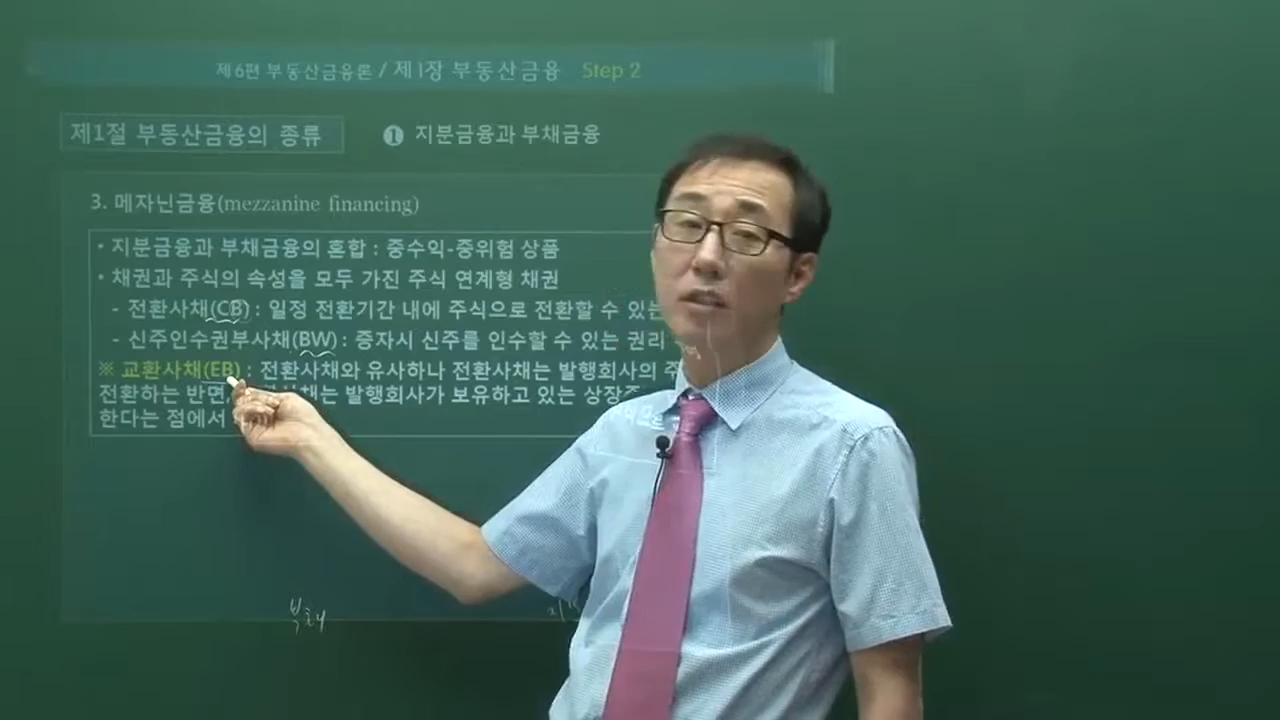 제6편 부동산금융론 / 제1장 부동산금융 Step 2
제1절 부동산금융의 종류
❶ 지분금융과 부채금융
3. 메자닌금융(mezzanine financing)
• 지분금융과 부채금융의 혼합 : 중수익-중위험 상품
• 채권과 주식의 속성을 모두 가진 주식 연계형 채권
- 전환사채(CB) : 일정 전환기간 내에 주식으로 전환할 수 있는
- 신주인수권부사채(BW) : 증자시 신주를 인수할 수 있는 권리
※ 교환사채(EB) : 전환사채와 유사하나 전환사채는 발행회사의
전환하는 반면, 발행회사가 보유하고 있는
한다는 점에서
부채